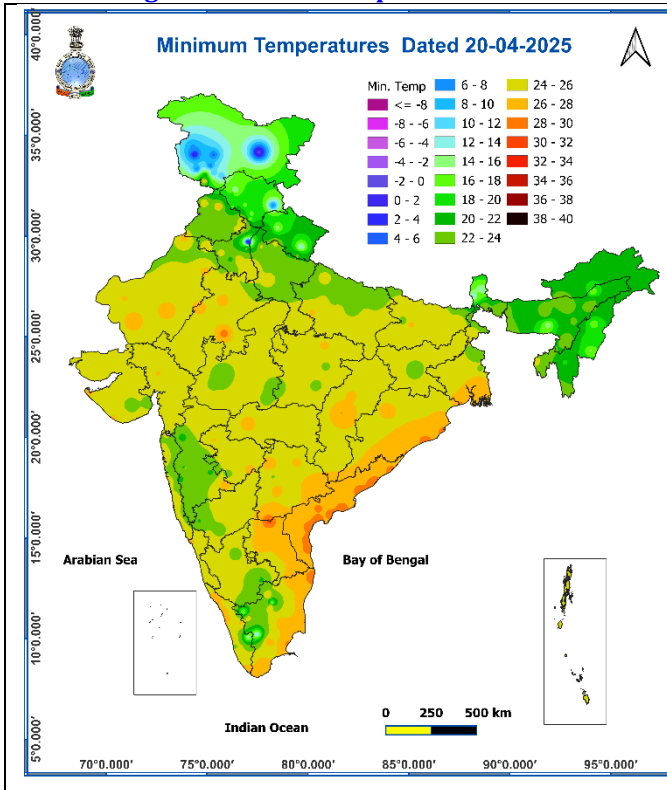 Minimum Temperatures Dated 20-04-2025
Min. Temp
<= -8
-8 - -6
-6 - -4
-4 - -2
-2 - 0
0 - 2
2 - 4
4 - 6
6 - 8
8 - 10
10 - 12
12 - 14
14 - 16
16 - 18
18 - 20
20 - 22
22 - 24
24 - 26
26 - 28
28 - 30
30 - 32
32 - 34
34 - 36
36 - 38
38 - 40
40°0.000'
35°0.000'
30°0.000'
25°0.000'
20°0.000'
15°0.000'
10°0.000'
5°0.000'
Arabian Sea
Bay of Bengal
Indian Ocean
0 250 500 km
70°0.000' 75°0.000' 80°0.000' 85°0.000' 90°0.000' 95°0.000'